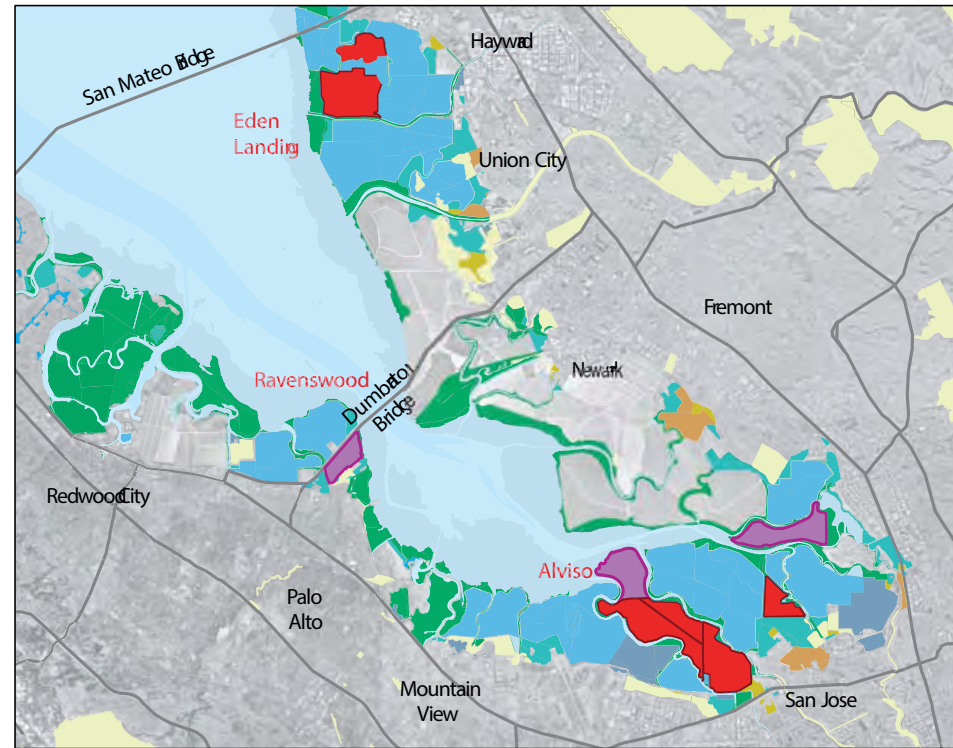 San Mateo Bridge
Hayward
Eden
Landing
Union City
Fremont
Ravenswood
Dumbarton
Bridge
Newark
Redwood City
Alviso
Palo
Alto
Mountain
View
San Jose